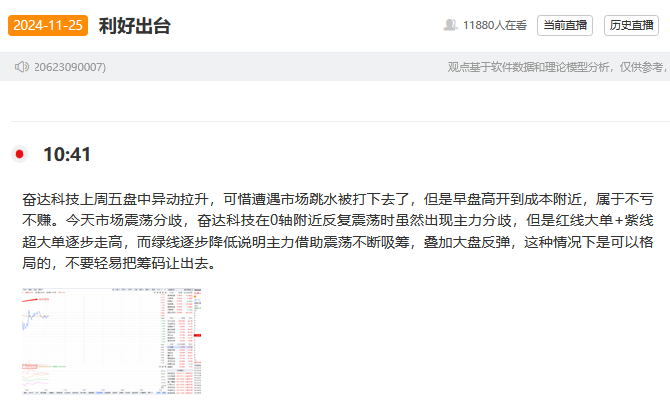 2024-11-25 利好出台 11880人在看 当前直播 历史直播
20623090007) 观点基于软件数据和理论模型分析，仅供参考，
10:41
奋达科技上周五盘中异动拉升，可惜遭遇市场跳水被打下去了，但是早盘高开到成本附近，属于不亏
不赚。今天市场震荡分歧，奋达科技在0轴附近反复震荡时虽然出现主力分歧，但是红线大单+紫线
超大单逐步走高，而绿线逐步降低说明主力借助震荡不断吸筹，叠加大盘反弹，这种情况下是可以格
局的，不要轻易把筹码让出去。